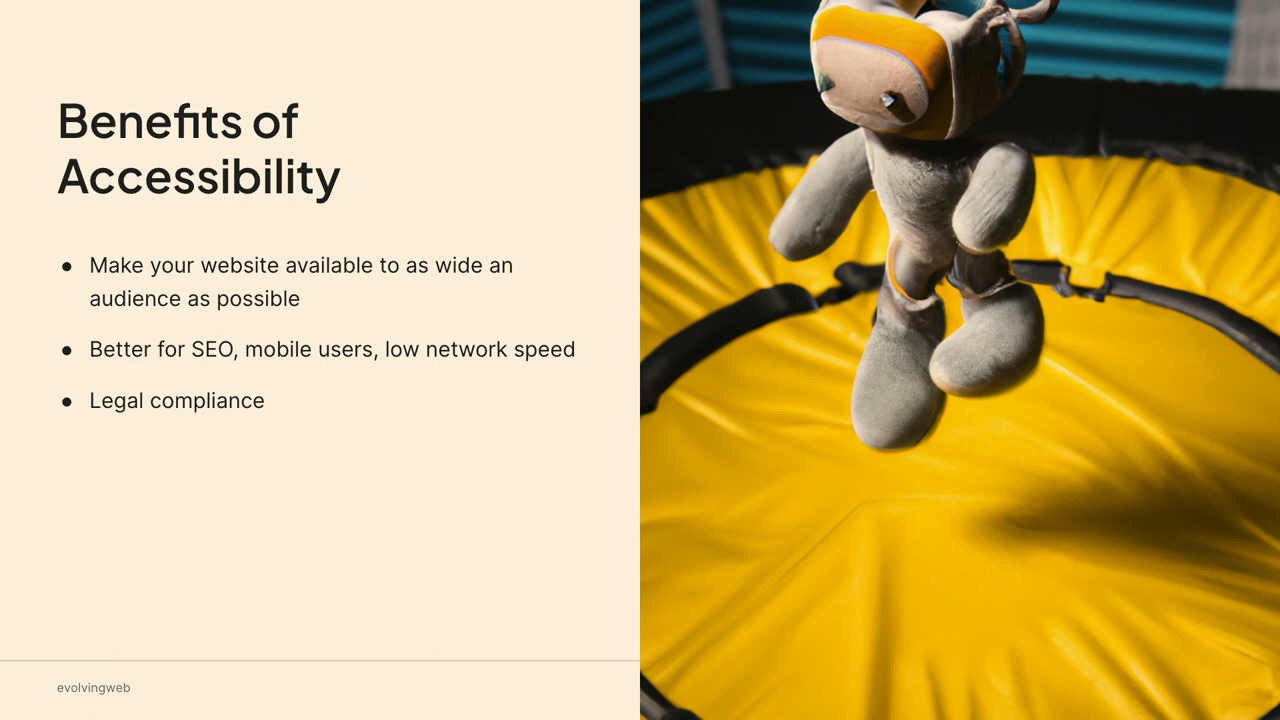 Benefits of
Accessibility
● Make your website available to as wide an
audience as possible
● Better for SEO, mobile users, low network speed
● Legal compliance
evolvingweb